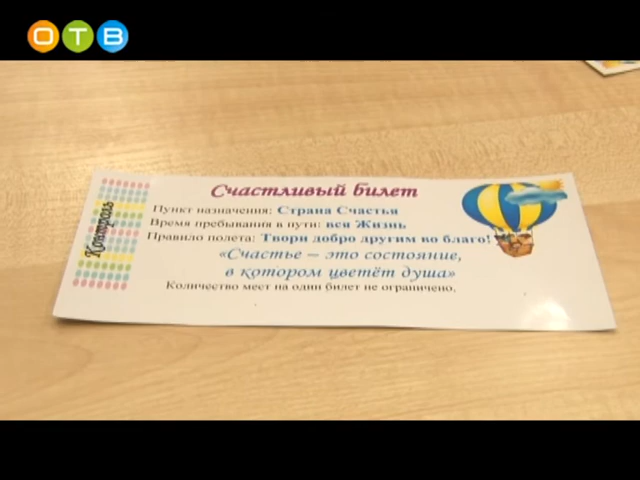 ОТВ
Счастливый билет
Контроль
Пункт назначения: Страна Счастья
Время пребывания в пути: вся Жизнь
Правило полета: Твори добро другим во благо!
«Счастье – это состояние,
в котором цветёт душа»
Количество мест на один билет не ограничено.